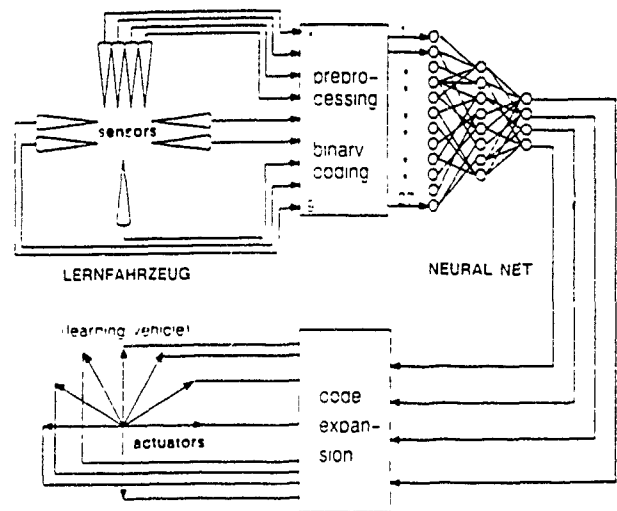 prepro-
cessing
sensors
binary
coding
LERNFAHRZEUG
NEURAL NET
(learning vehicle)
code
expan-
sion
actuators